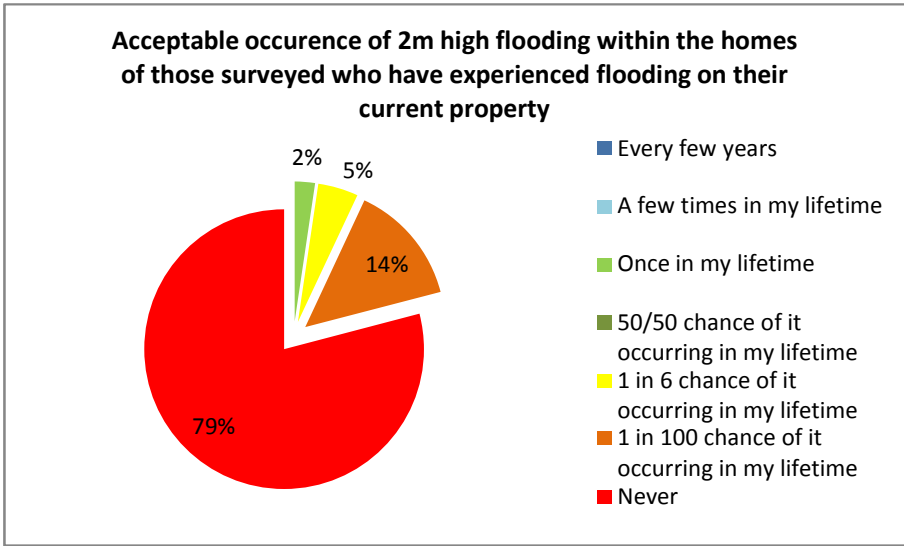 Acceptable occurence of 2m high flooding within the homes
of those surveyed who have experienced flooding on their
current property
2%
5%
14%
79%
Every few years
A few times in my lifetime
Once in my lifetime
50/50 chance of it
occurring in my lifetime
1 in 6 chance of it
occurring in my lifetime
1 in 100 chance of it
occurring in my lifetime
Never